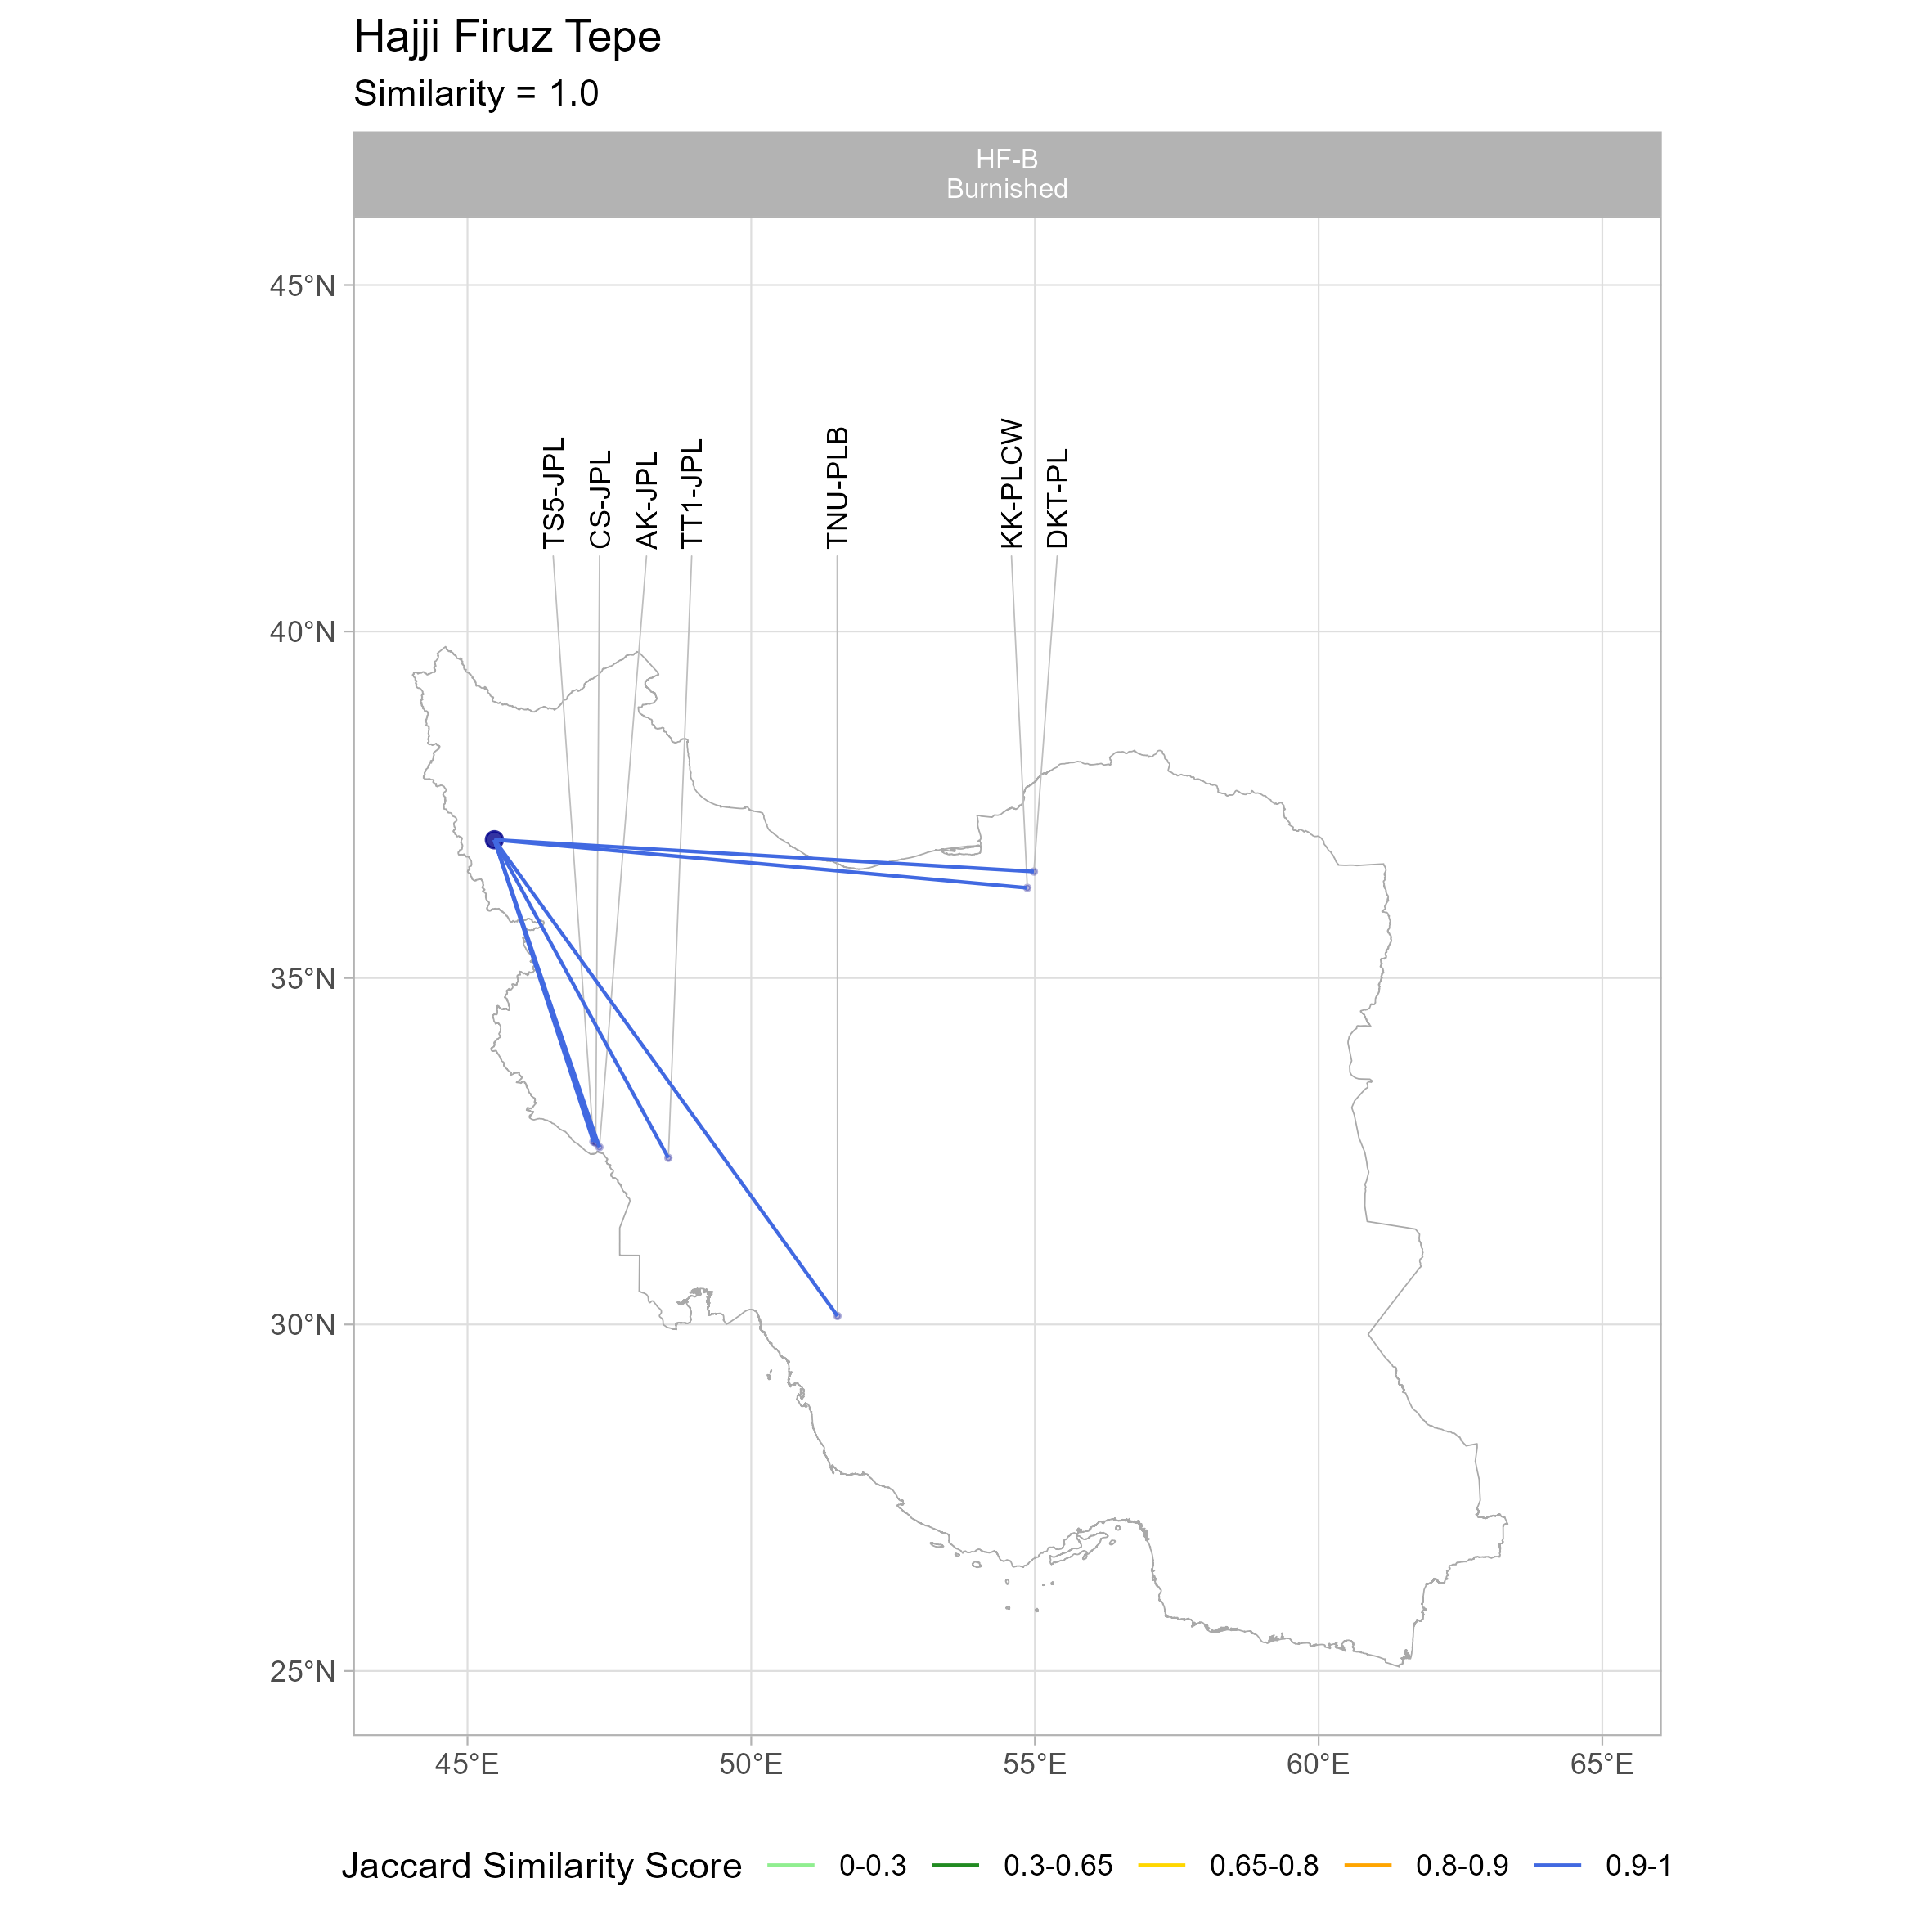 Hajji Firuz Tepe
Similarity = 1.0
HF-B
Burnished
45°N
40°N
35°N
30°N
25°N
TS5-JPL
CS-JPL
AK-JPL
TT1-JPL
TNU-PLB
KK-PLCW
DKT-PL
45°E 50°E 55°E 60°E 65°E
Jaccard Similarity Score 0-0.3 0.3-0.65 0.65-0.8 0.8-0.9 0.9-1